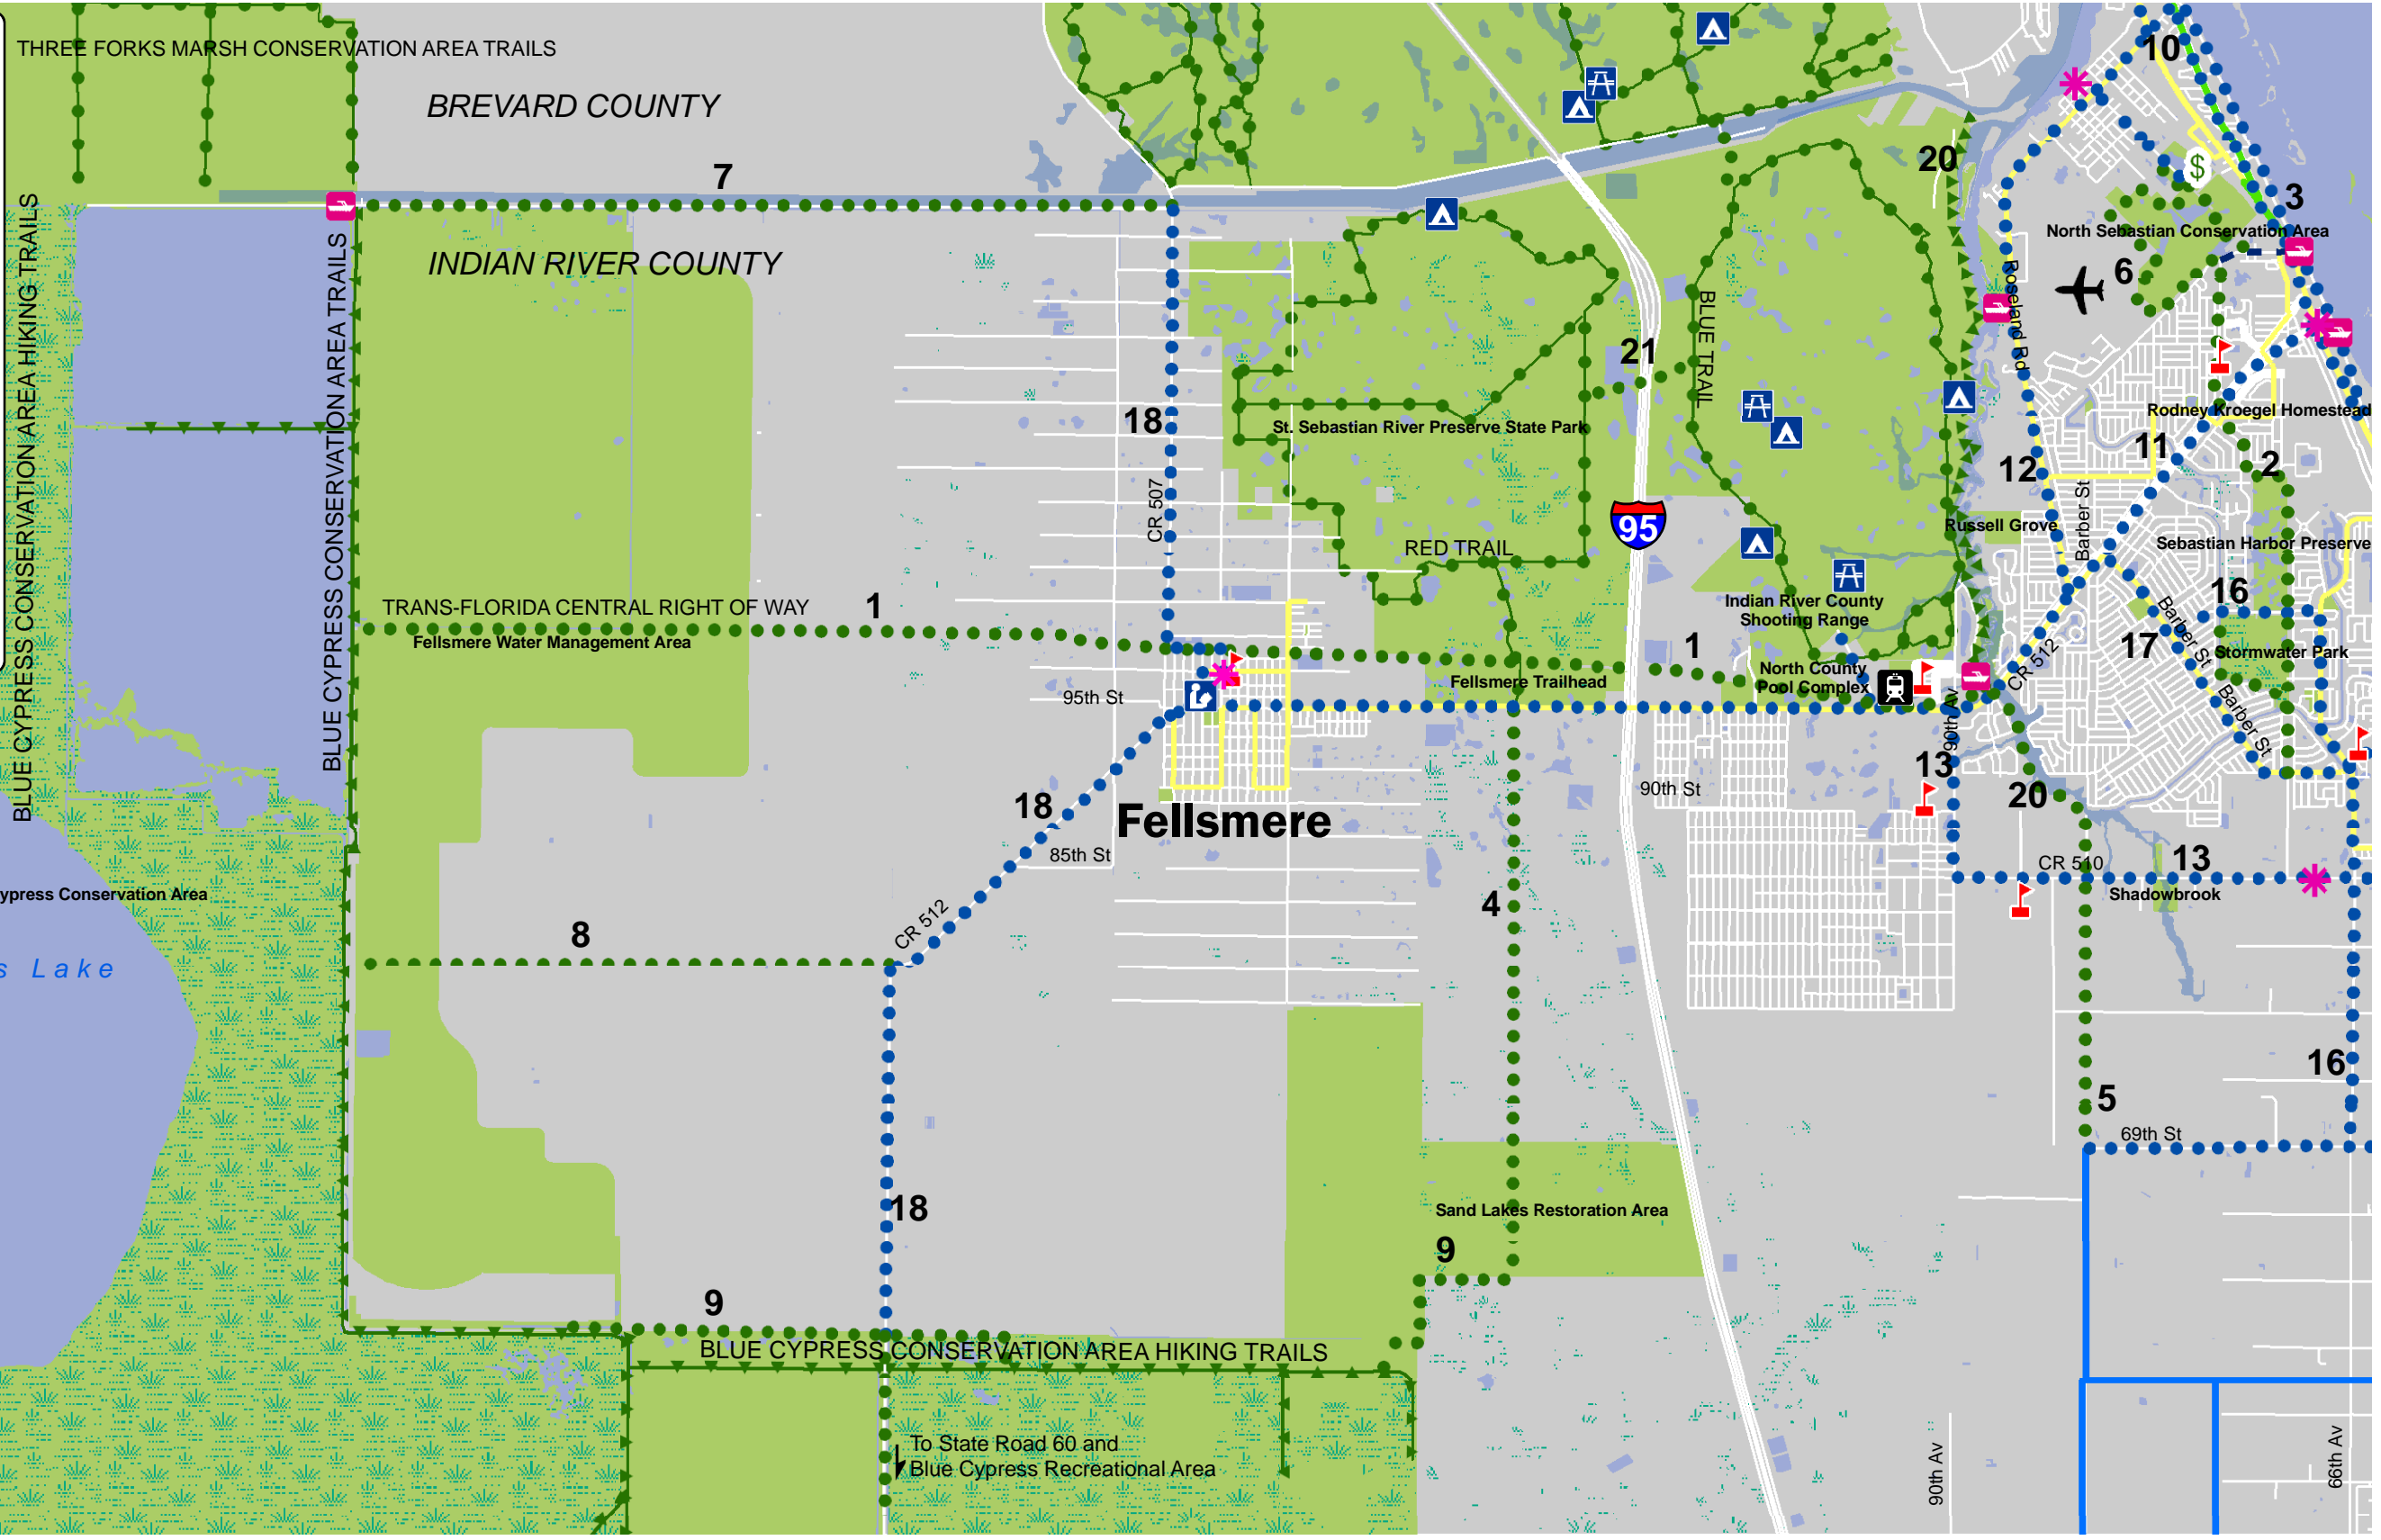 THREE FORKS MARSH CONSERVATION AREA TRAILS
BREVARD COUNTY
10
7
20
$
3
BLUE CYPRESS CONSERVATION AREA HIKING TRAILS
BLUE CYPRESS CONSERVATION AREA TRAILS
INDIAN RIVER COUNTY
North Sebastian Conservation Area
6
Roseland Rd
BLUE TRAIL
21
18
CR 507
St. Sebastian River Preserve State Park
Rodney Kroegel Homestead
11
12
2
Barber St
95
Russell Grove
Sebastian Harbor Preserve
RED TRAIL
TRANS-FLORIDA CENTRAL RIGHT OF WAY
1
Fellsmere Water Management Area
Indian River County
Shooting Range
16
Barber St
17
Stormwater Park
1
North County
Pool Complex
CR 512
Fellsmere Trailhead
95th St
90th Av
Barber St
13
90th St
20
18
Fellsmere
85th St
CR 510
13
Shadowbrook
ypress Conservation Area
4
CR 512
8
s Lake
16
5
69th St
18
Sand Lakes Restoration Area
9
9
BLUE CYPRESS CONSERVATION AREA HIKING TRAILS
To State Road 60 and
Blue Cypress Recreational Area
90th Av
66th Av